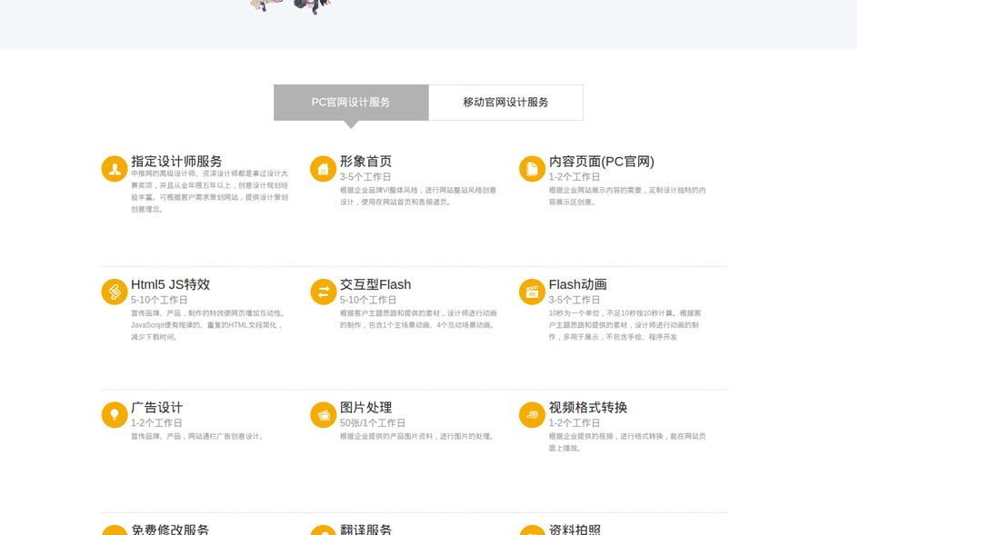 PC官网设计服务
移动官网设计服务
指定设计师服务
中推网的高级设计师、资深设计师都是拿过设计大
赛奖项，并且从业年限五年以上，创意设计规划经
验丰富。可根据客户需求策划网站，提供设计策划
创意理念。
形象首页
3-5个工作日
根据企业品牌VI整体风格，进行网站整站风格创意
设计，使用在网站首页和各频道页。
内容页面(PC官网)
1-2个工作日
根据企业网站展示内容的需要，定制设计独特的内
容展示区创意。
Html5 JS特效
5-10个工作日
宣传品牌、产品，制作的特效使网页增加互动性。
JavaScript使有规律的、重复的HTML文段简化，
减少下载时间。
交互型Flash
5-10个工作日
根据客户主题思路和提供的素材，设计师进行动画
的制作，包含1个主场景动画、4个互动场景动画。
Flash动画
3-5个工作日
10秒为一个单位，不足10秒按10秒计算。根据客
户主题思路和提供的素材，设计师进行动画的制
作，多用于展示，不包含手绘、程序开发
广告设计
1-2个工作日
宣传品牌、产品，网站通栏广告创意设计。
图片处理
50张/1个工作日
根据企业提供的产品图片资料，进行图片的处理。
视频格式转换
1-2个工作日
根据企业提供的视频，进行格式转换，能在网站页
面上播放。
免费修改服务
翻译服务
资料拍照